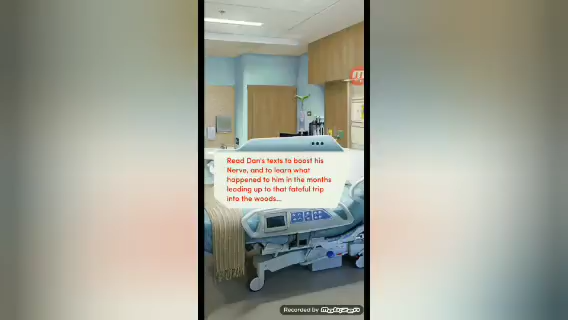 Read Dan's texts to boost his
Nerve, and to learn what
happened to him in the months
leading up to that fateful trip
into the woods...
Recorded by